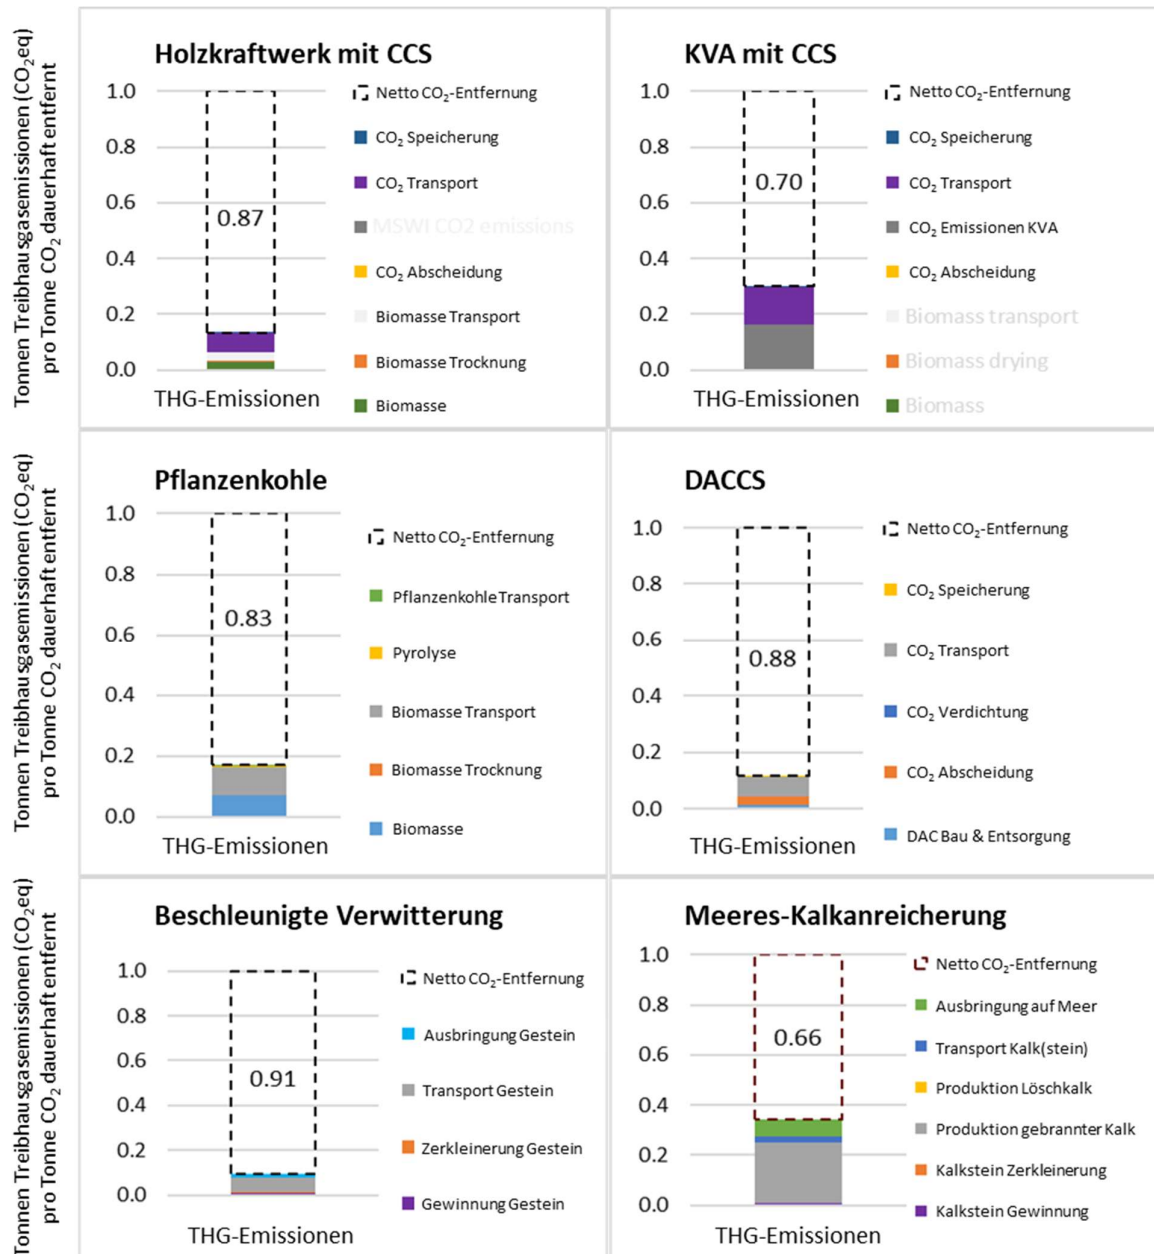 Tonnen Treibhausgasemissionen (CO₂eq)
pro Tonne CO₂ dauerhaft entfernt
Holzkraftwerk mit CCS
1.0
0.8
0.6
0.4
0.2
0.0
0.87
THG-Emissionen
Netto CO₂-Entfernung
CO₂ Speicherung
CO₂ Transport
MSWI CO2 emissions
CO₂ Abscheidung
Biomasse Transport
Biomasse Trocknung
Biomasse
KVA mit CCS
1.0
0.8
0.6
0.4
0.2
0.0
0.70
THG-Emissionen
Netto CO₂-Entfernung
CO₂ Speicherung
CO₂ Transport
CO₂ Emissionen KVA
CO₂ Abscheidung
Biomass transport
Biomass drying
Biomass
Tonnen Treibhausgasemissionen (CO₂eq)
pro Tonne CO₂ dauerhaft entfernt
Pflanzenkohle
1.0
0.8
0.6
0.4
0.2
0.0
0.83
THG-Emissionen
Netto CO₂-Entfernung
Pflanzenkohle Transport
Pyrolyse
Biomasse Transport
Biomasse Trocknung
Biomasse
DACCS
1.0
0.8
0.6
0.4
0.2
0.0
0.88
THG-Emissionen
Netto CO₂-Entfernung
CO₂ Speicherung
CO₂ Transport
CO₂ Verdichtung
CO₂ Abscheidung
DAC Bau & Entsorgung
Tonnen Treibhausgasemissionen (CO₂eq)
pro Tonne CO₂ dauerhaft entfernt
Beschleunigte Verwitterung
1.0
0.8
0.6
0.4
0.2
0.0
0.91
THG-Emissionen
Netto CO₂-Entfernung
Ausbringung Gestein
Transport Gestein
Zerkleinerung Gestein
Gewinnung Gestein
Meeres-Kalkanreicherung
1.0
0.8
0.6
0.4
0.2
0.0
0.66
THG-Emissionen
Netto CO₂-Entfernung
Ausbringung auf Meer
Transport Kalk(stein)
Produktion Löschkalk
Produktion gebrannter Kalk
Kalkstein Zerkleinerung
Kalkstein Gewinnung